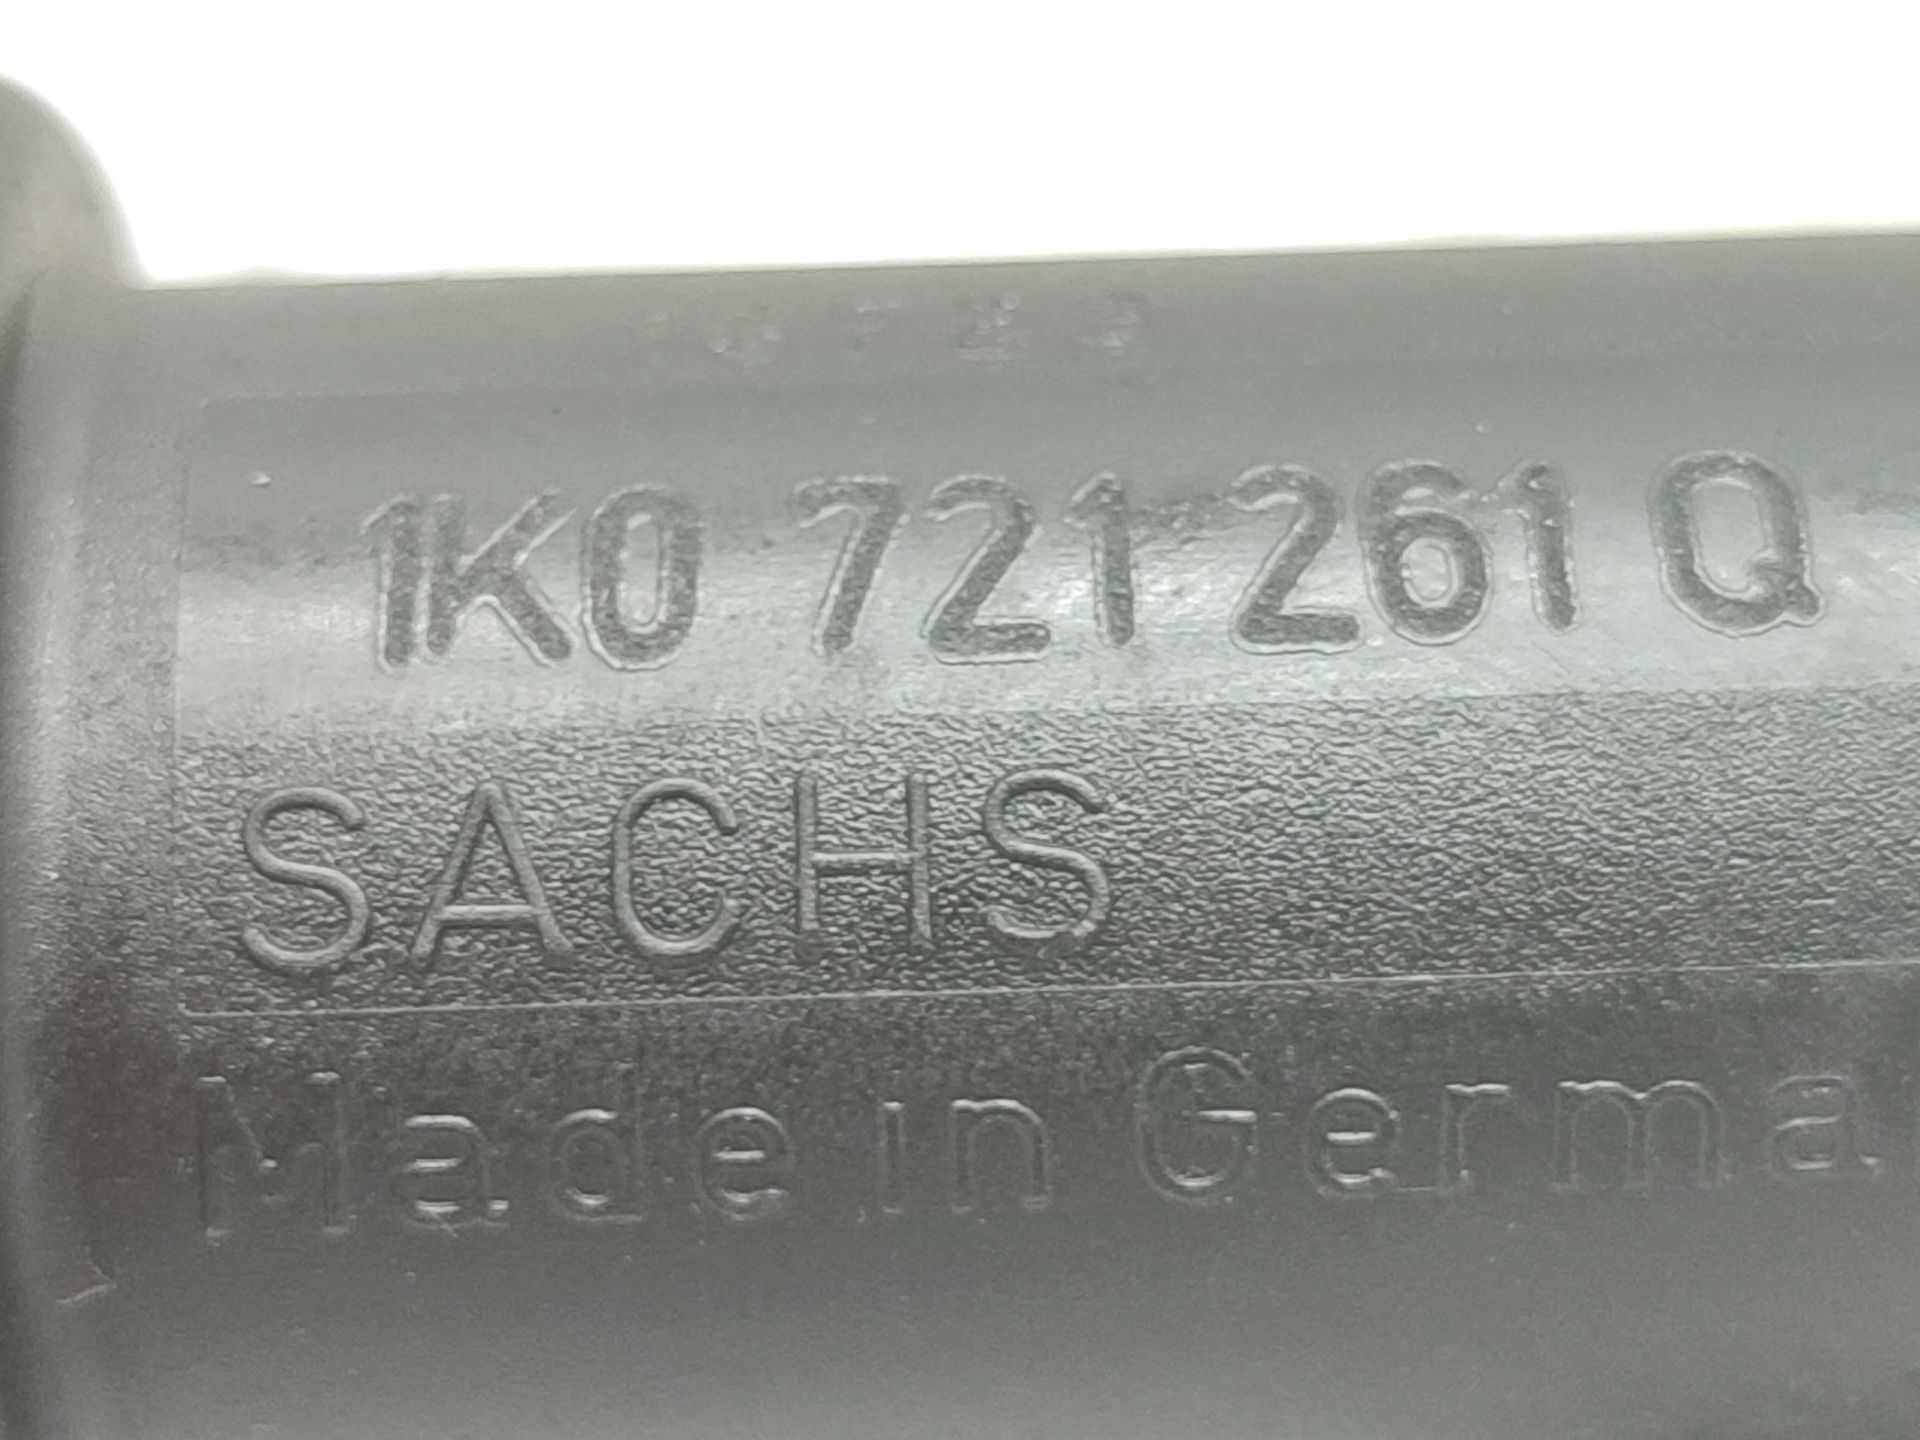 1K0 721 261 Q
SACHS
Made in Germa